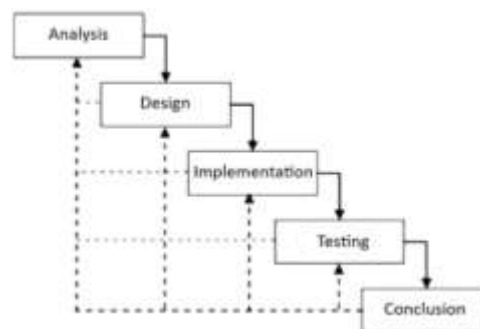 Analysis
Design
Implementation
Testing
Conclusion